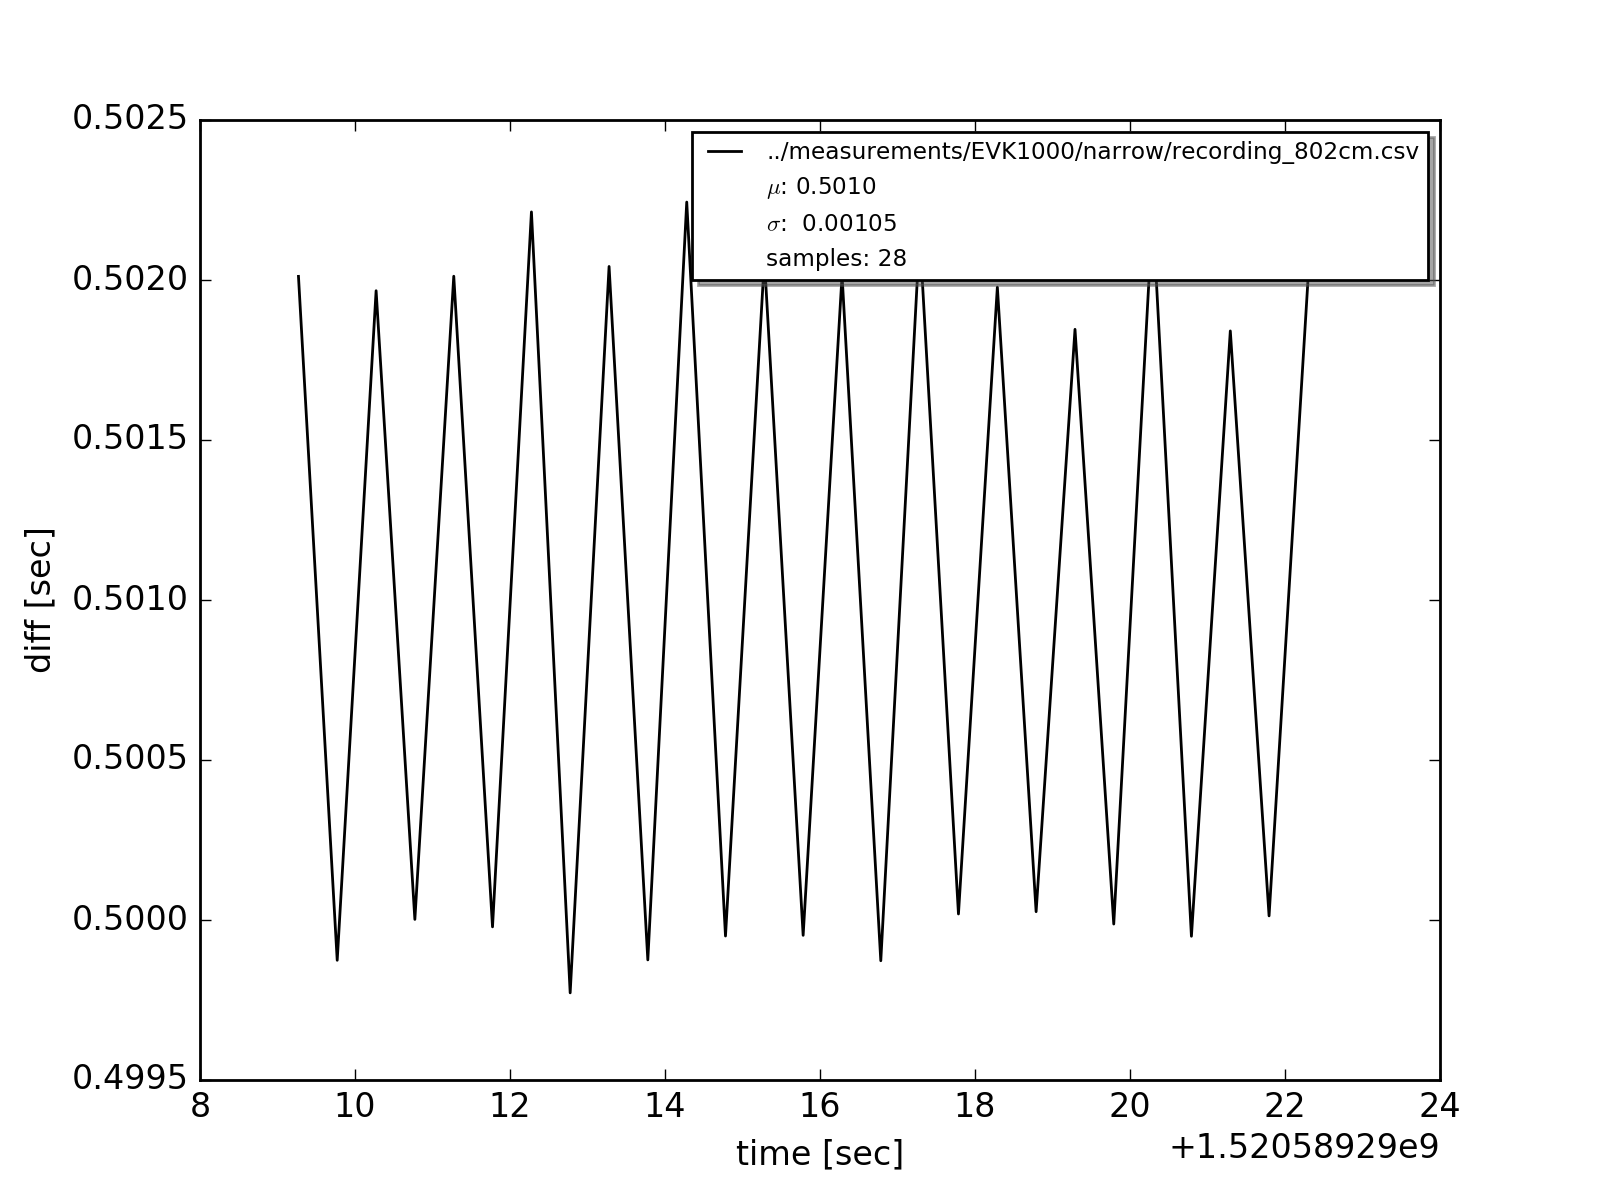 0.5025
0.5020
0.5015
0.5010
0.5005
0.5000
0.4995
diff [sec]
../measurements/EVK1000/narrow/recording_802cm.csv
μ: 0.5010
σ: 0.00105
samples: 28
8 10 12 14 16 18 20 22 24
time [sec]
+1.52058929e9